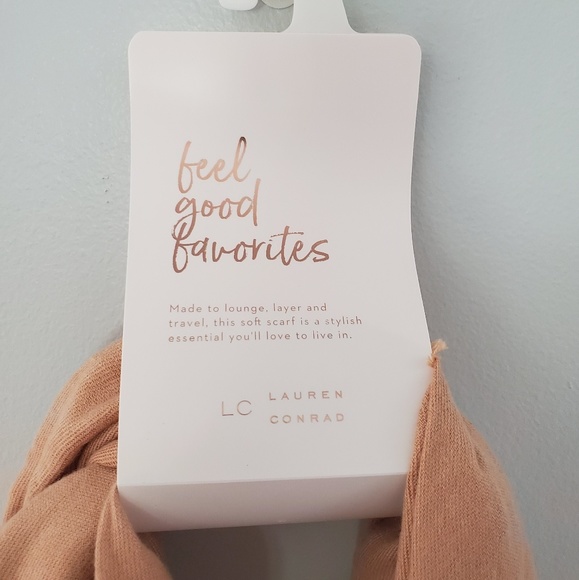 feel
good
favorites
Made to lounge, layer and
travel, this soft scarf is a stylish
essential you'll love to live in.
LC LAUREN
CONRAD